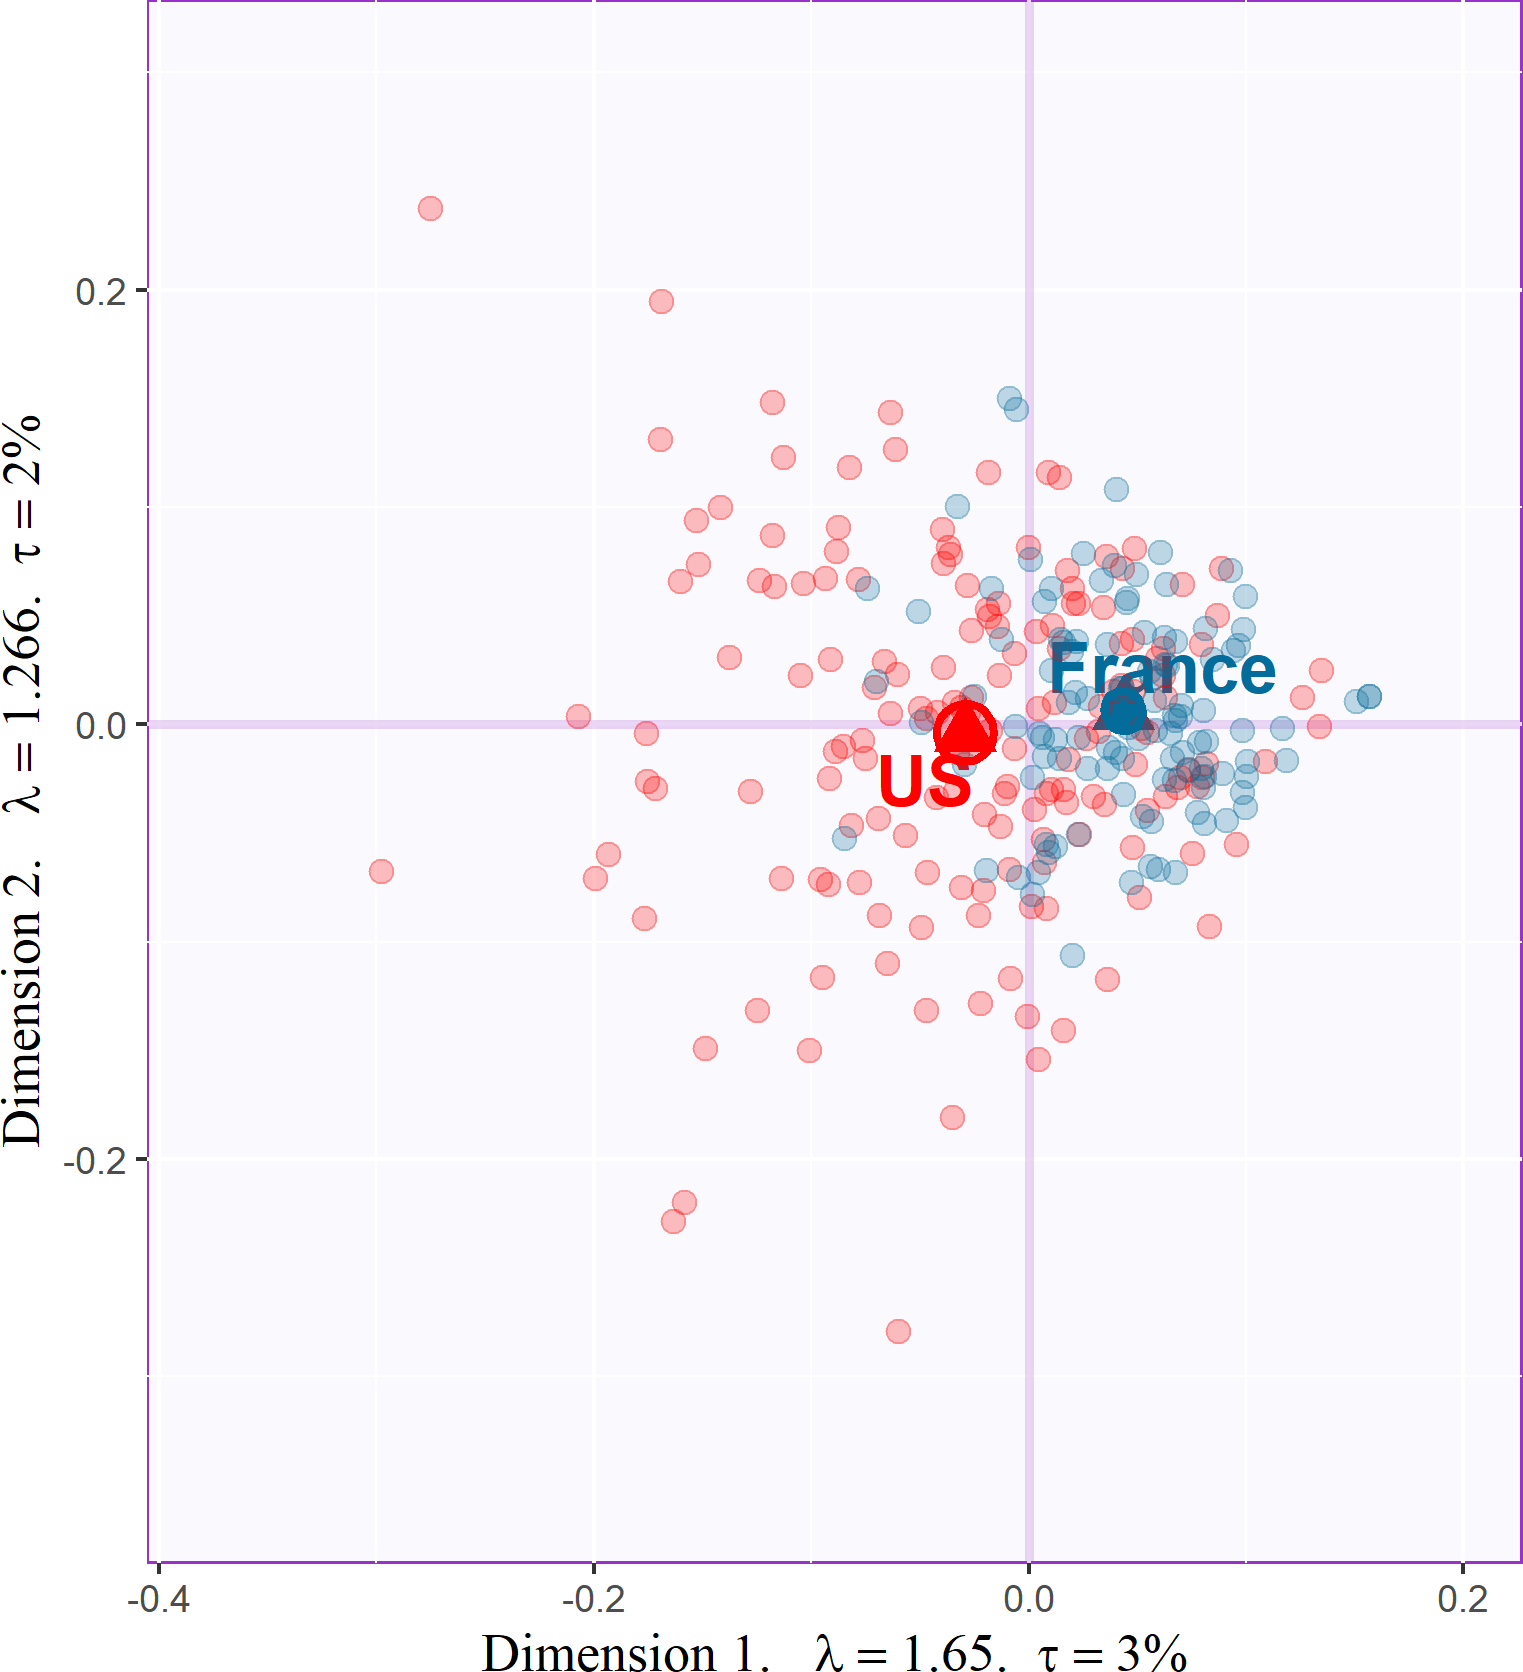 0.2
0.0
-0.2
Dimension 2. λ = 1.266. τ = 2%
France
US
-0.4
-0.2
0.0
0.2
Dimension 1. λ = 1.65. τ = 3%